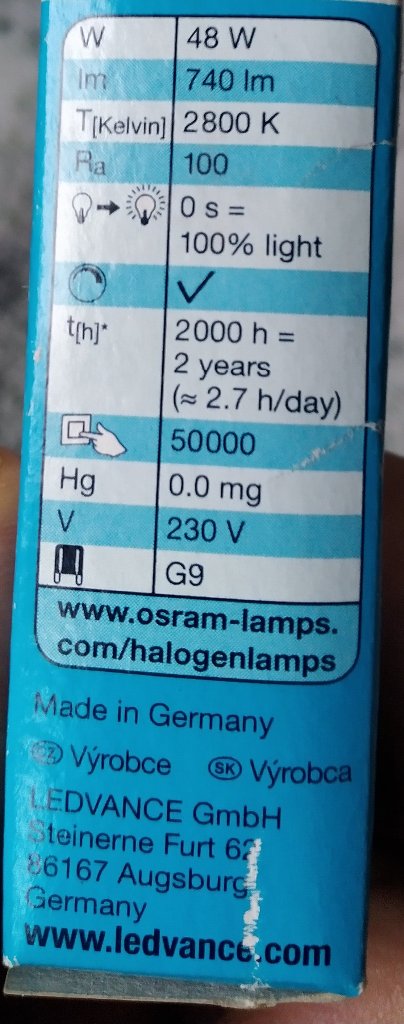 W 48 W
lm 740 lm
T[Kelvin] 2800 K
Ra 100
0 s =
100% light
t[h]* 2000 h =
2 years
(≈ 2.7 h/day)
50000
Hg 0.0 mg
V 230 V
G9
www.osram-lamps.
com/halogenlamps
Made in Germany
CZ Výrobce SK Výrobca
LEDVANCE GmbH
Steinerne Furt 62
86167 Augsburg
Germany
www.ledvance.com